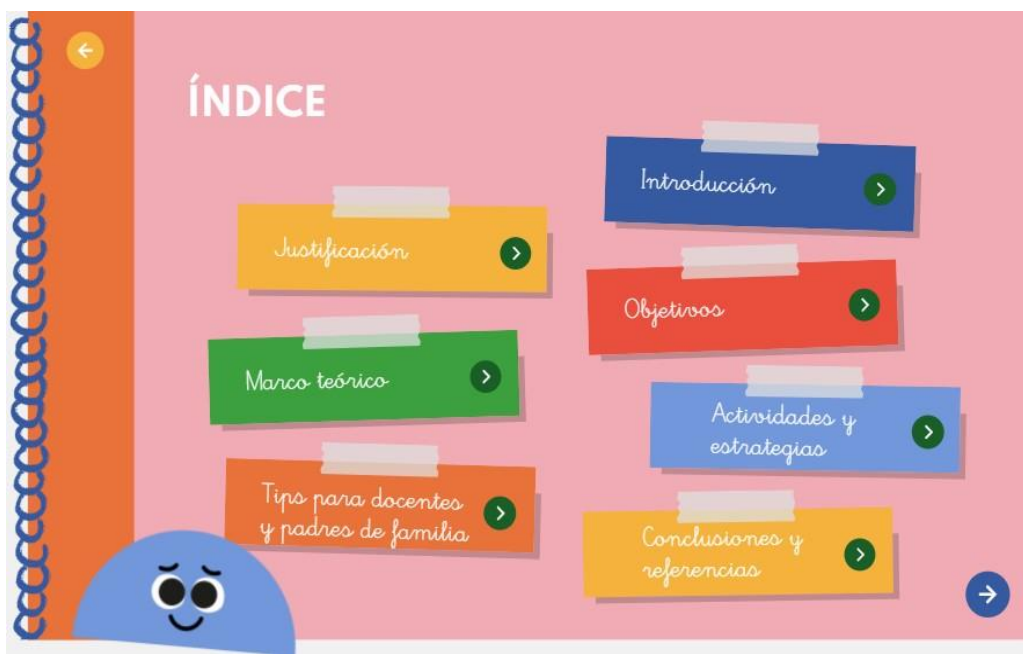 ÍNDICE
Introducción
Justificación
Objetivos
Marco teórico
Actividades y
estrategias
Tips para docentes
y padres de familia
Conclusiones y
referencias